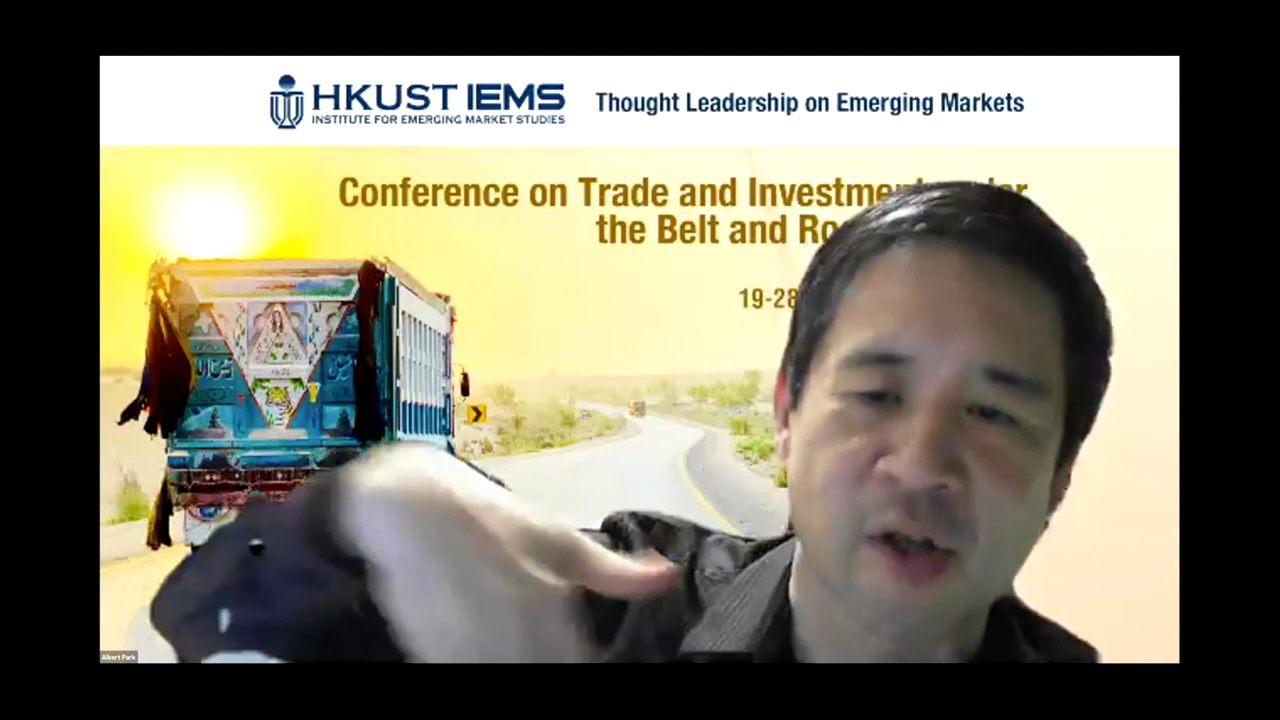 HKUST IEMS
INSTITUTE FOR EMERGING MARKET STUDIES
Thought Leadership on Emerging Markets
Conference on Trade and Investment
the Belt and
19-28
Albert Park